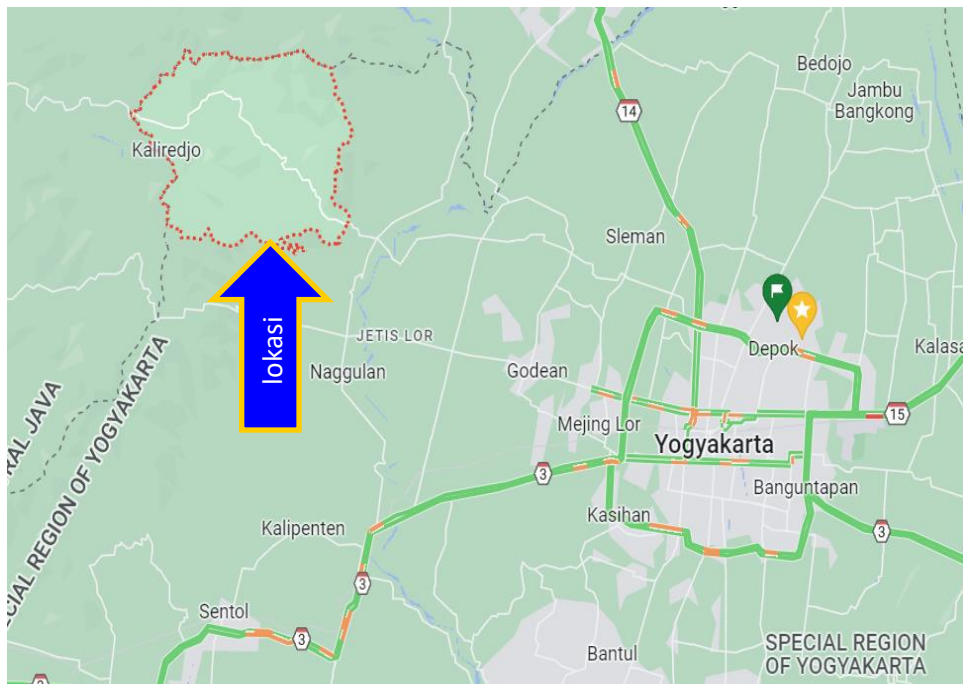 Bedojo
Jambu
Bangkong
14
Kaliredjo
Sleman
lokasi
JETIS LOR
Depok
Kalasa
Naggulan
Godean
15
Mejing Lor
Yogyakarta
RAL JAVA
SPECIAL REGION OF YOGYAKARTA
3
Banguntapan
Kasihan
Kalipenten
3
3
Sentol
3
Bantul
SPECIAL REGION
OF YOGYAKARTA